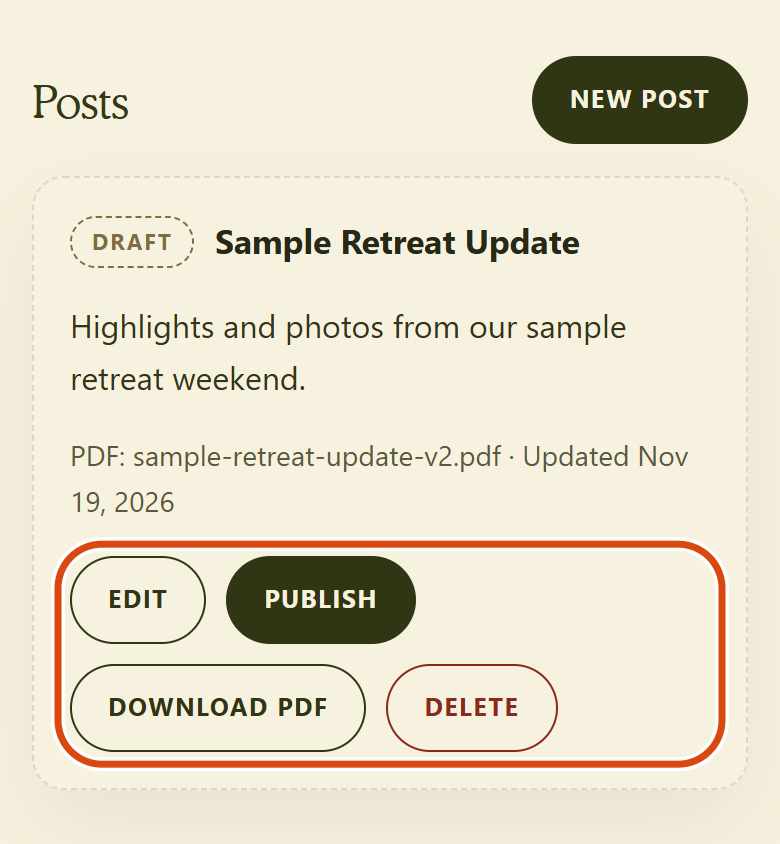 Posts
NEW POST
DRAFT Sample Retreat Update
Highlights and photos from our sample
retreat weekend.
PDF: sample-retreat-update-v2.pdf · Updated Nov
19, 2026
EDIT PUBLISH
DOWNLOAD PDF DELETE